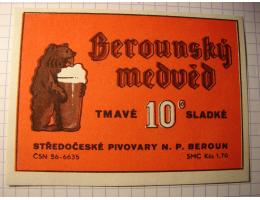 Berounský
medvěd
TMAVÉ 10° SLADKÉ
STŘEDOČESKÉ PIVOVARY N. P. BEROUN
ČSN 56-6635 SMC Kčs 1,70